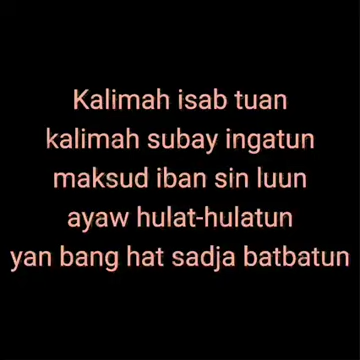 Kalimah isab tuan
kalimah subay ingatun
maksud iban sin luun
ayaw hulat-hulatun
yan bang hat sadja batbatun